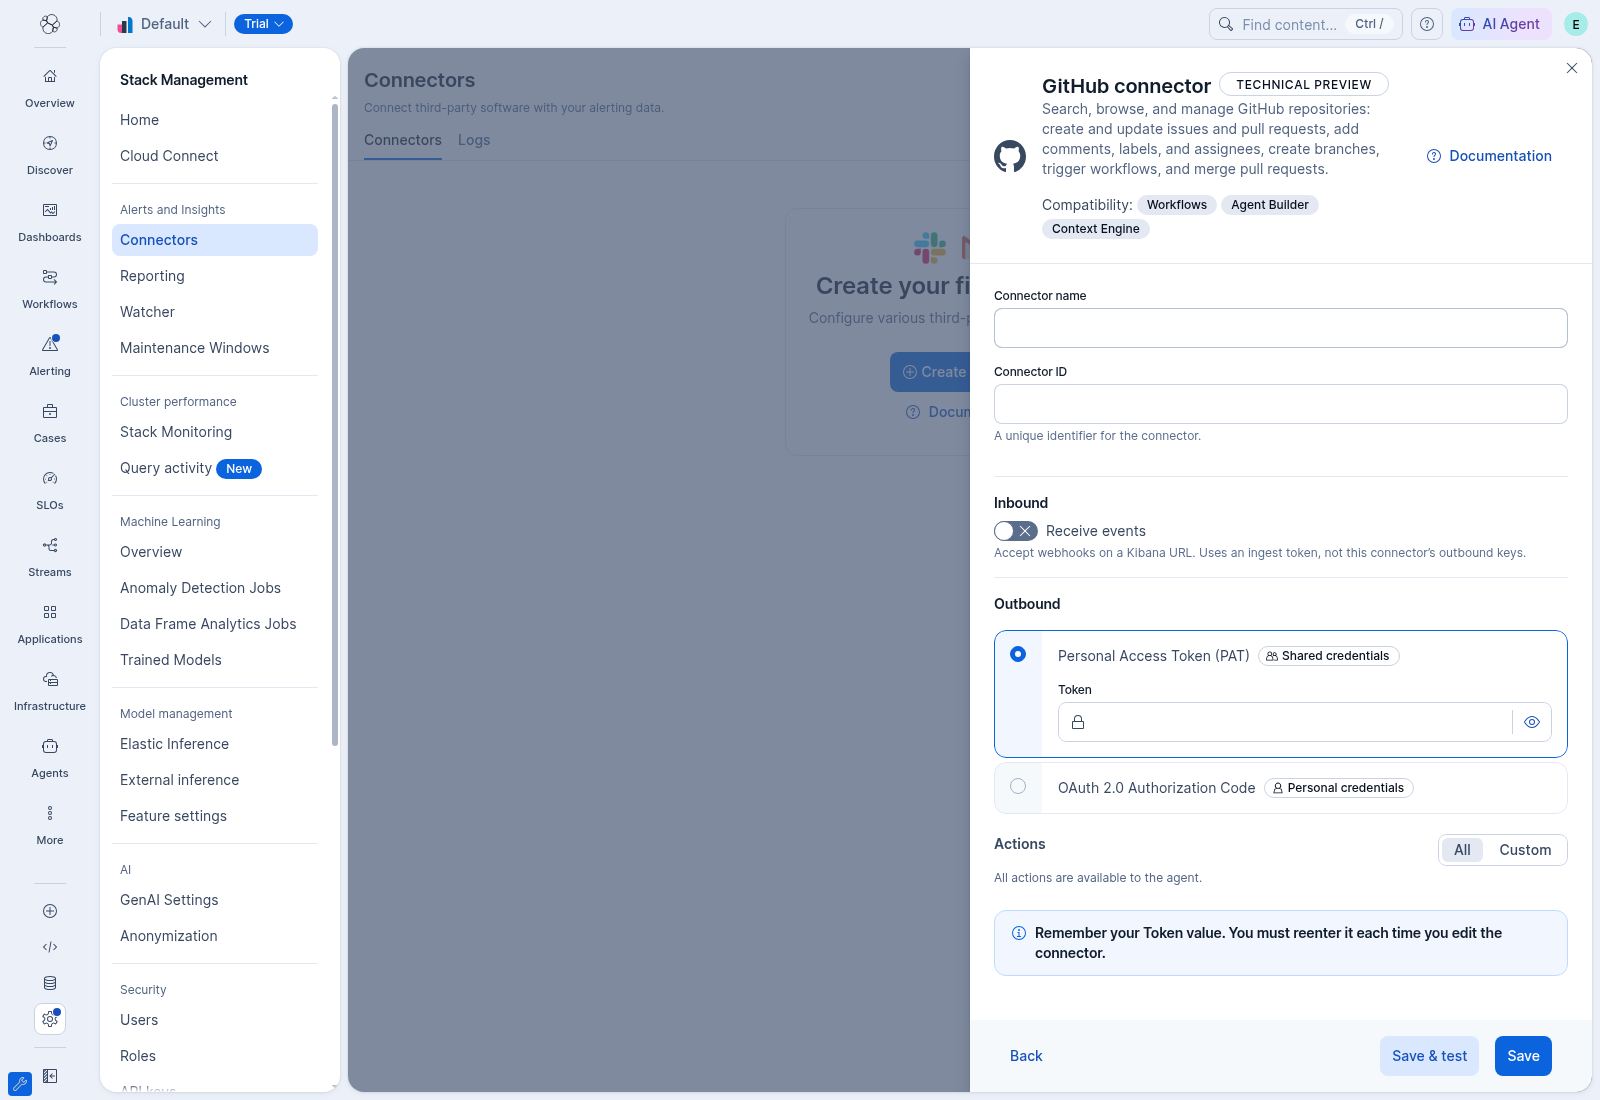 Default
Trial
Find content...
Ctrl /
AI Agent
E
Overview
Discover
Dashboards
Workflows
Alerting
Cases
SLOs
Streams
Applications
Infrastructure
Agents
More
Stack Management
Home
Cloud Connect
Alerts and Insights
Connectors
Reporting
Watcher
Maintenance Windows
Cluster performance
Stack Monitoring
Query activity New
Machine Learning
Overview
Anomaly Detection Jobs
Data Frame Analytics Jobs
Trained Models
Model management
Elastic Inference
External inference
Feature settings
AI
GenAI Settings
Anonymization
Security
Users
Roles
API keys
Connectors
Connect third-party software with your alerting data.
Connectors Logs
Create your fi
Configure various third-p
Create
Docum
GitHub connector TECHNICAL PREVIEW
Search, browse, and manage GitHub repositories:
create and update issues and pull requests, add
comments, labels, and assignees, create branches,
trigger workflows, and merge pull requests.
Documentation
Compatibility: Workflows Agent Builder
Context Engine
Connector name
Connector ID
A unique identifier for the connector.
Inbound
Receive events
Accept webhooks on a Kibana URL. Uses an ingest token, not this connector's outbound keys.
Outbound
Personal Access Token (PAT) Shared credentials
Token
OAuth 2.0 Authorization Code Personal credentials
Actions
All Custom
All actions are available to the agent.
Remember your Token value. You must reenter it each time you edit the
connector.
Back
Save & test
Save